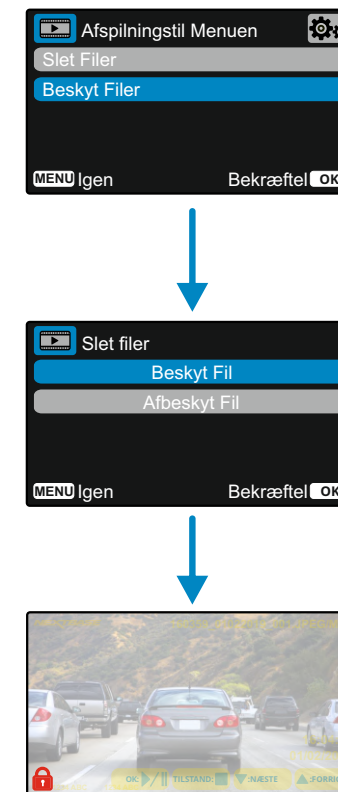 Afspilningstil Menuen
Slet Filer
Beskyt Filer
MENU Igen Bekræftel OK
Slet filer
Beskyt Fil
Afbeskyt Fil
MENU Igen Bekræftel OK
OK: TILSTAND: :NÆSTE